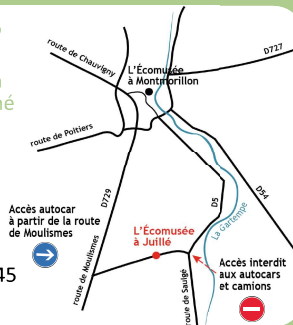 né
route de Chauvigny
D727
L'Écomusée
à Montmorillon
route de Poitiers
D729
D5
D54
La Gartempe
Accès autocar
à partir de la route
de Moulismes
L'Écomusée
à Juillé
Accès interdit
aux autocars
et camions
route de Moulismes
route de Saulgé
45